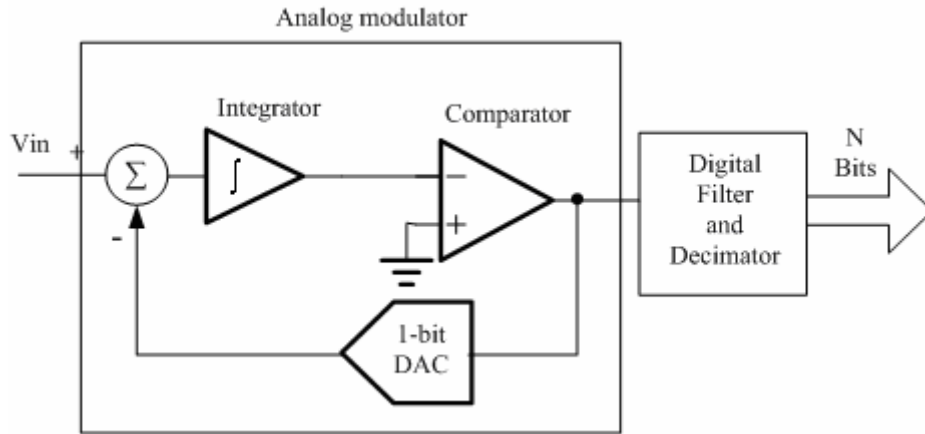 Analog modulator
Integrator
Comparator
Vin
+
Σ
-
∫
−
+
1-bit
DAC
Digital
Filter
and
Decimator
N
Bits